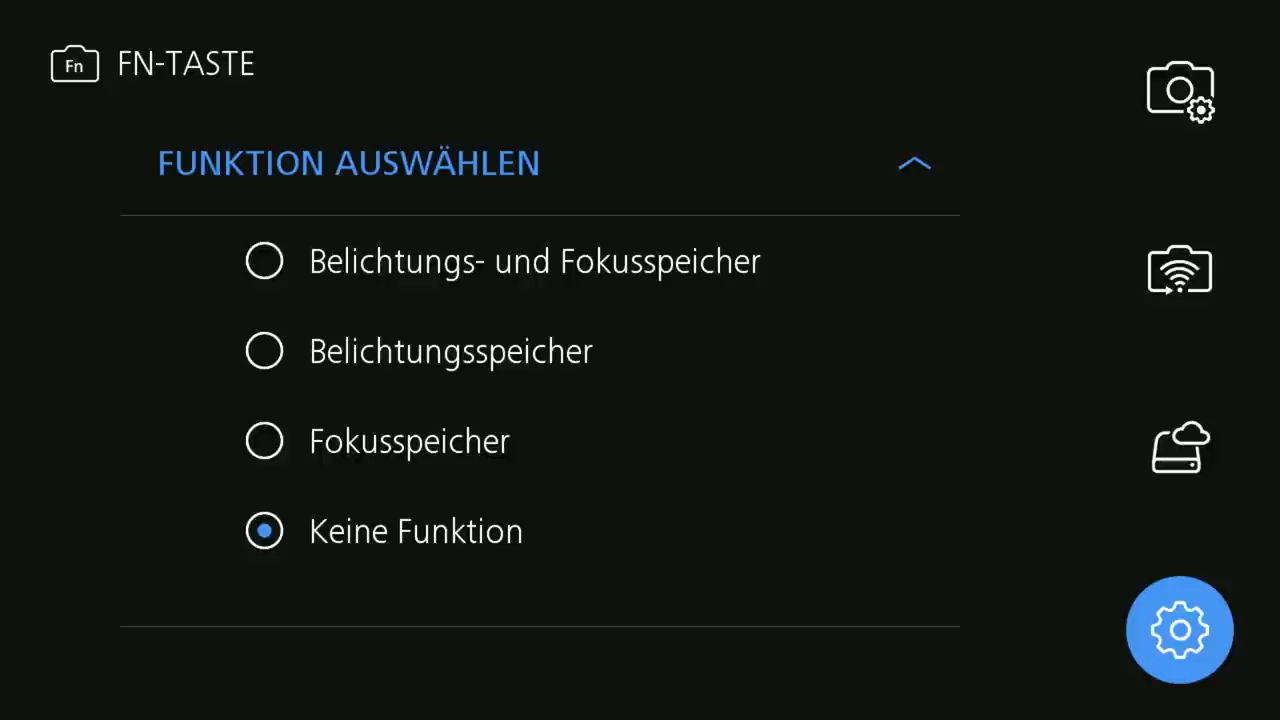 Fn FN-TASTE
FUNKTION AUSWÄHLEN
Belichtungs- und Fokusspeicher
Belichtungsspeicher
Fokusspeicher
Keine Funktion